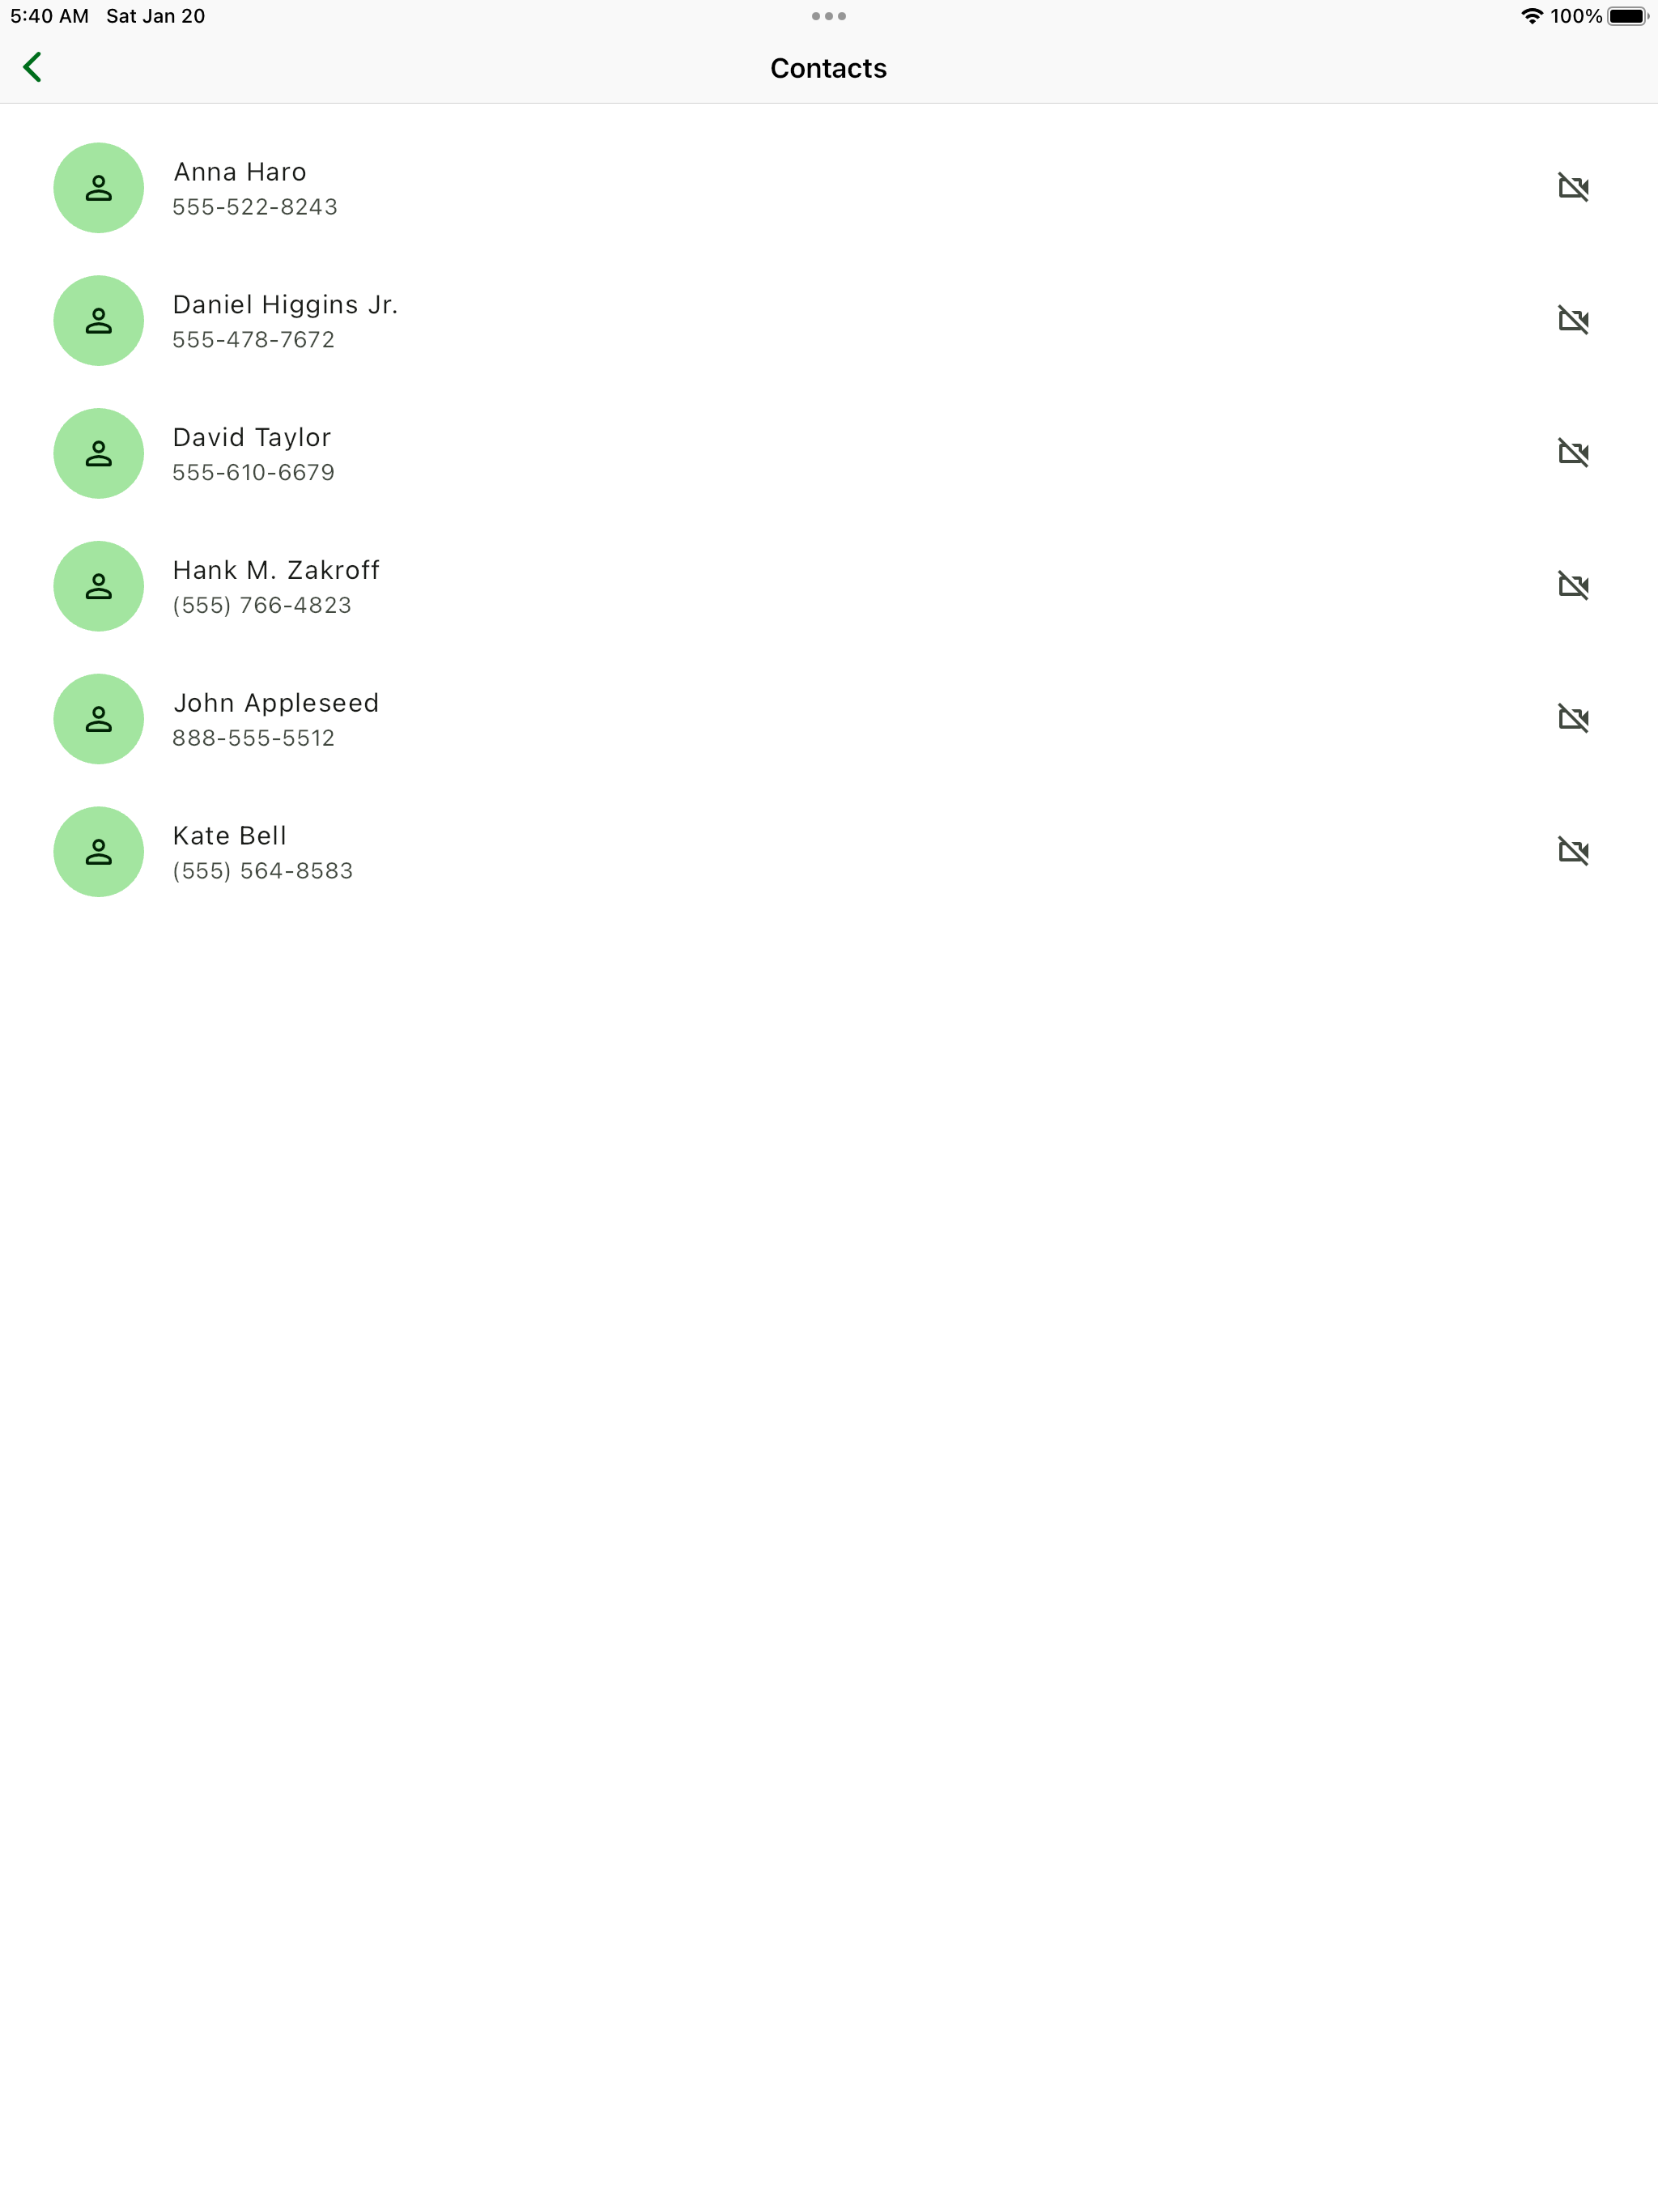 5:40 AM Sat Jan 20 100%
Contacts
Anna Haro
555-522-8243
Daniel Higgins Jr.
555-478-7672
David Taylor
555-610-6679
Hank M. Zakroff
(555) 766-4823
John Appleseed
888-555-5512
Kate Bell
(555) 564-8583